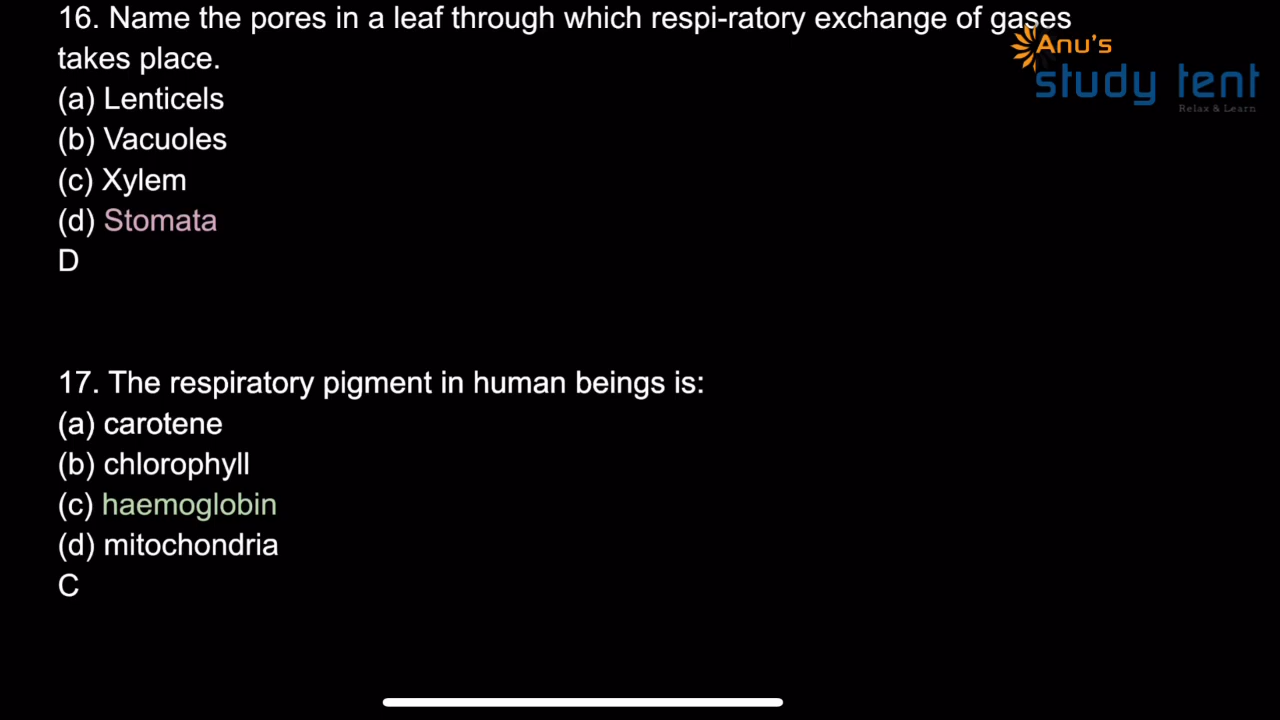 16. Name the pores in a leaf through which respi-ratory exchange of gases
takes place.
(a) Lenticels
(b) Vacuoles
(c) Xylem
(d) Stomata
D
Anu's
study tent
Relax & Learn
17. The respiratory pigment in human beings is:
(a) carotene
(b) chlorophyll
(c) haemoglobin
(d) mitochondria
C